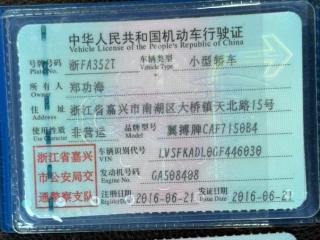 中华人民共和国机动车行驶证
Vehicle License of the People's Republic of China
号牌号码 浙FA352T 车辆类型 小型轿车
Plate No. Vehicle Type
所有人 郑功海
Owner
住址 浙江省嘉兴市南湖区大桥镇天北路15号
Address
使用性质 非营运 品牌型号 翼搏牌CAF7150B4
Use Character Model
浙江省嘉兴 车辆识别代号 LVSFKADL0GF446030
VIN
市公安局交 发动机号码 GA508408
Engine No.
通警察支队 注册日期 2016-06-21 发证日期 2016-06-21
Register Date Issue Date